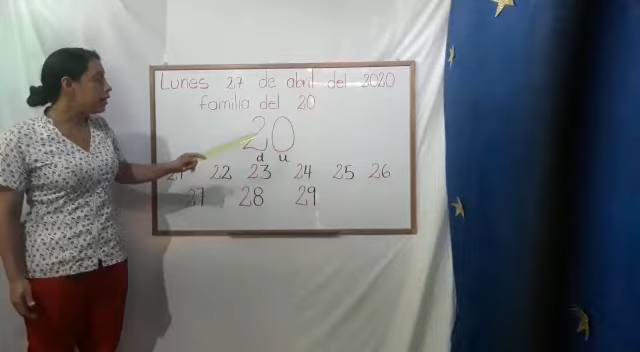 Lunes 27 de abril del 2020
familia del 20
20
d u
21 22 23 24 25 26
27 28 29